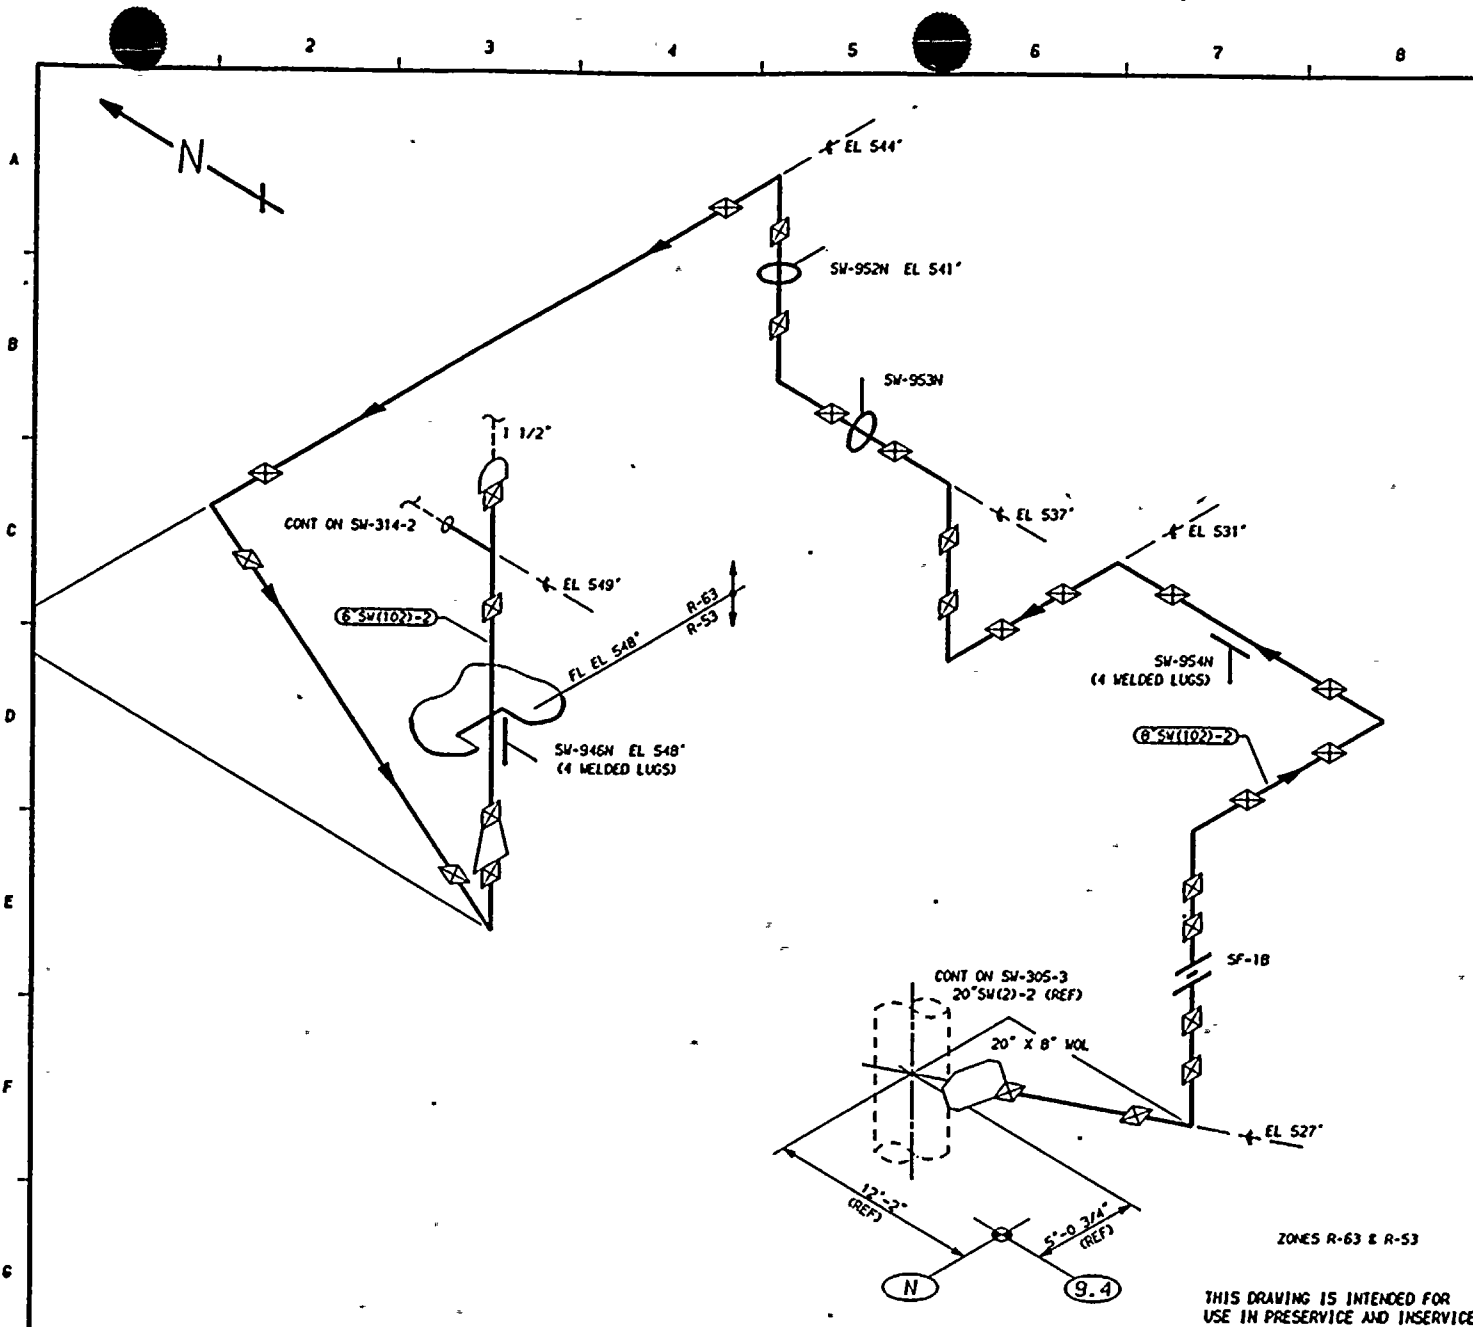 2 3 4 5 6 7 8
A
N
¢ EL 544'
SW-952N EL 541'
B
SW-953N
1 1/2"
C
CONT ON SW-314-2
¢ EL 537'
¢ EL 531'
¢ EL 549'
6"SW(102)-2
R-63
R-53
FL EL 548'
SW-954N
(4 WELDED LUGS)
D
8"SW(102)-2
SW-946N EL 548'
(4 WELDED LUGS)
E
SF-1B
CONT ON SW-305-3
20"SW(2)-2 (REF)
20" X 8" WOL
F
¢ EL 527'
12'-2"
(REF)
5'-0 3/4"
(REF)
ZONES R-63 & R-53
G
N
9.4
THIS DRAWING IS INTENDED FOR
USE IN PRESERVICE AND INSERVICE